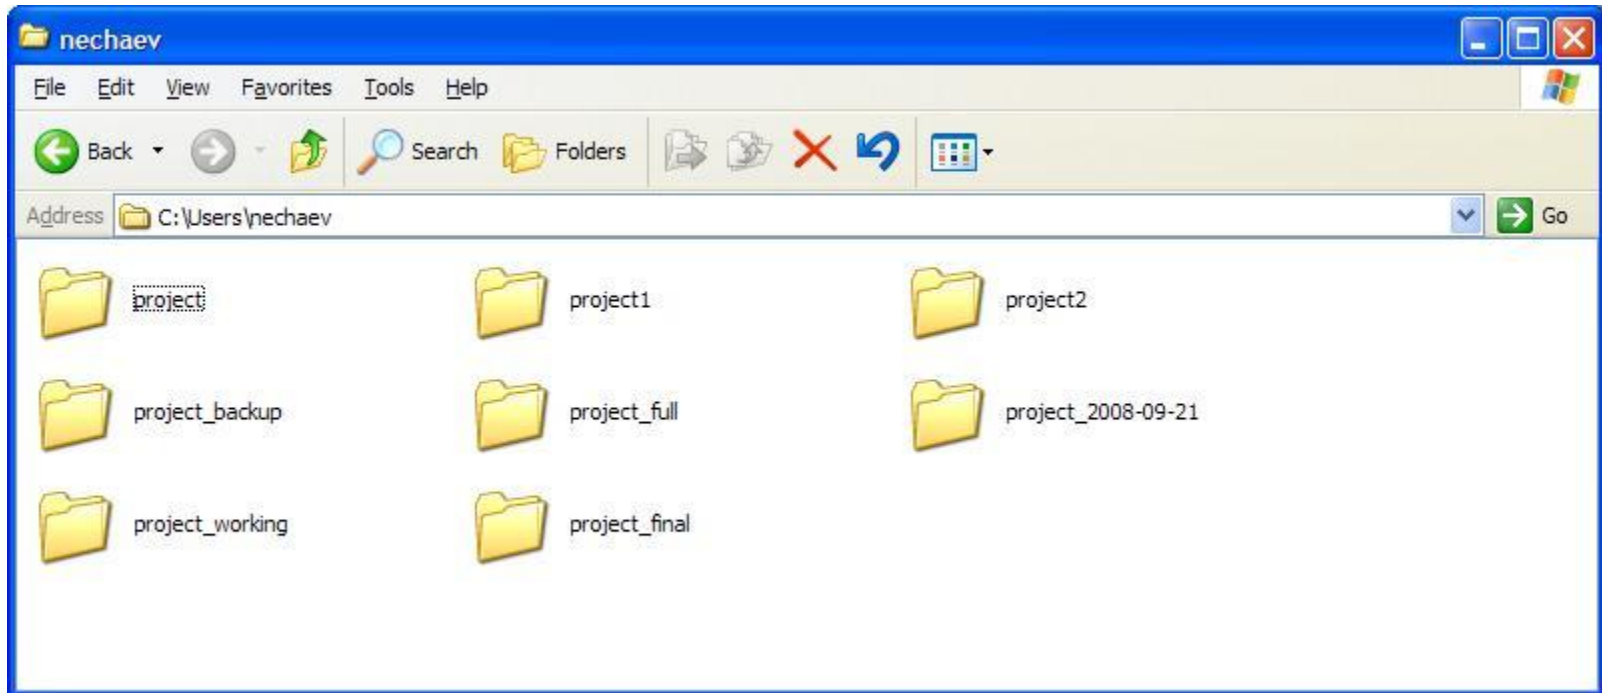 nechaev
File Edit View Favorites Tools Help
Back Search Folders
Address C:\Users\nechaev Go
project project1 project2
project_backup project_full project_2008-09-21
project_working project_final